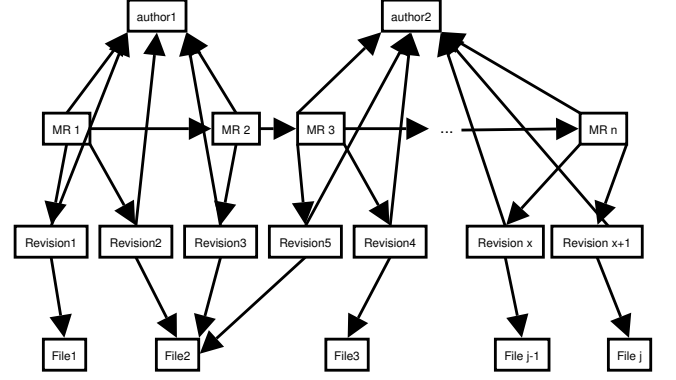 author1
author2
MR 1
MR 2
MR 3
...
MR n
Revision1
Revision2
Revision3
Revision5
Revision4
Revision x
Revision x+1
File1
File2
File3
File j-1
File j